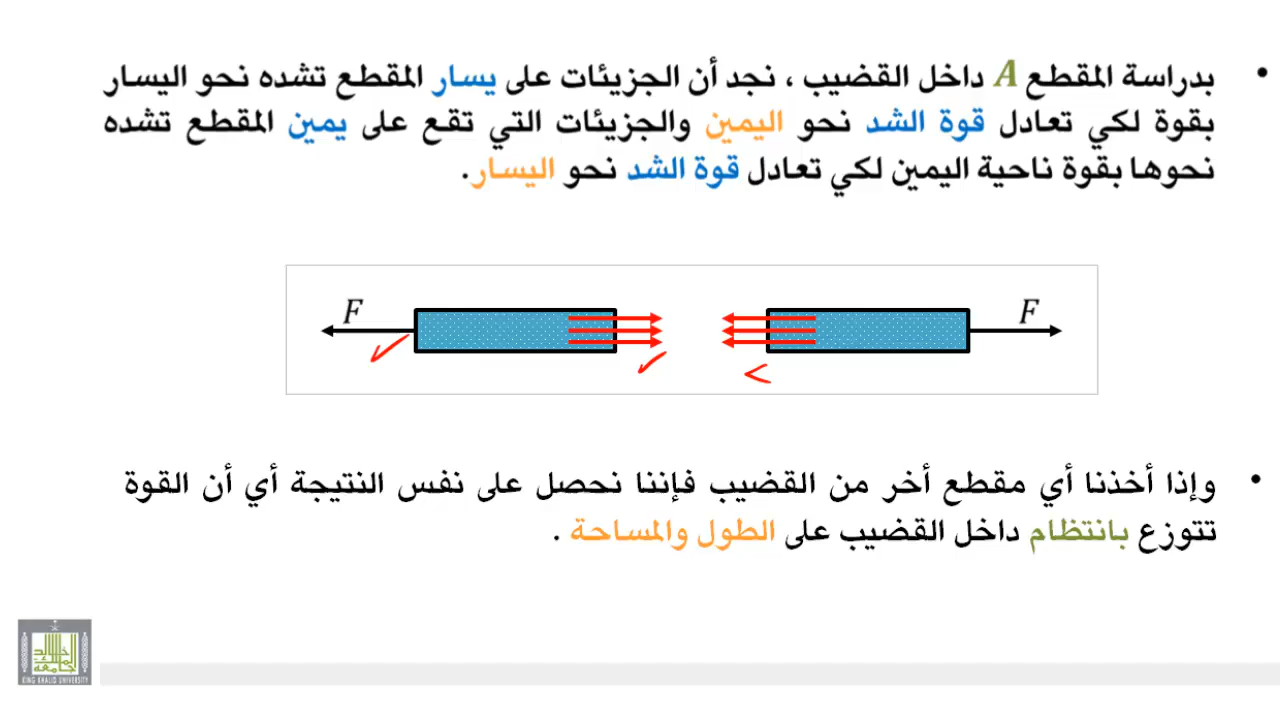 • بدراسة المقطع A داخل القضيب ، نجد أن الجزيئات على يسار المقطع تشده نحو اليسار
بقوة لكي تعادل قوة الشد نحو اليمين والجزيئات التي تقع على يمين المقطع تشده
نحوها بقوة ناحية اليمين لكي تعادل قوة الشد نحو اليسار.
F
F
• وإذا أخذنا أي مقطع أخر من القضيب فإننا نحصل على نفس النتيجة أي أن القوة
تتوزع بانتظام داخل القضيب على الطول والمساحة .
جامعة الملك خالد
KING KHALID UNIVERSITY